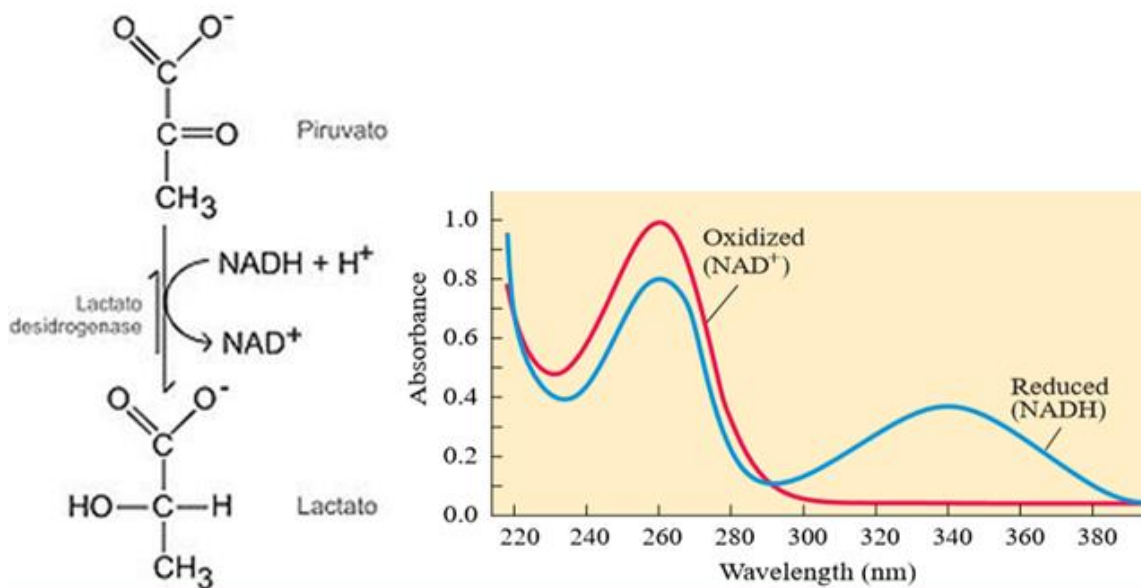 O
O⁻
C
C=O
Piruvato
CH₃
NADH + H⁺
Lactato
desidrogenase
NAD⁺
O
O⁻
C
HO—C—H
Lactato
CH₃
1.0
0.8
0.6
0.4
0.2
0.0
Absorbance
Oxidized
(NAD⁺)
Reduced
(NADH)
220 240 260 280 300 320 340 360 380
Wavelength (nm)